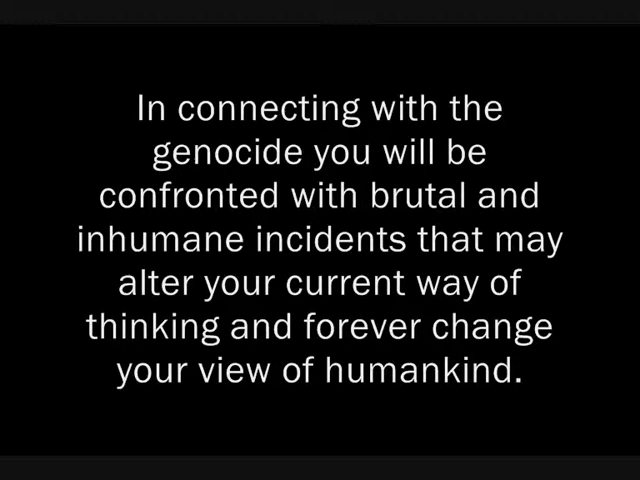 In connecting with the
genocide you will be
confronted with brutal and
inhumane incidents that may
alter your current way of
thinking and forever change
your view of humankind.